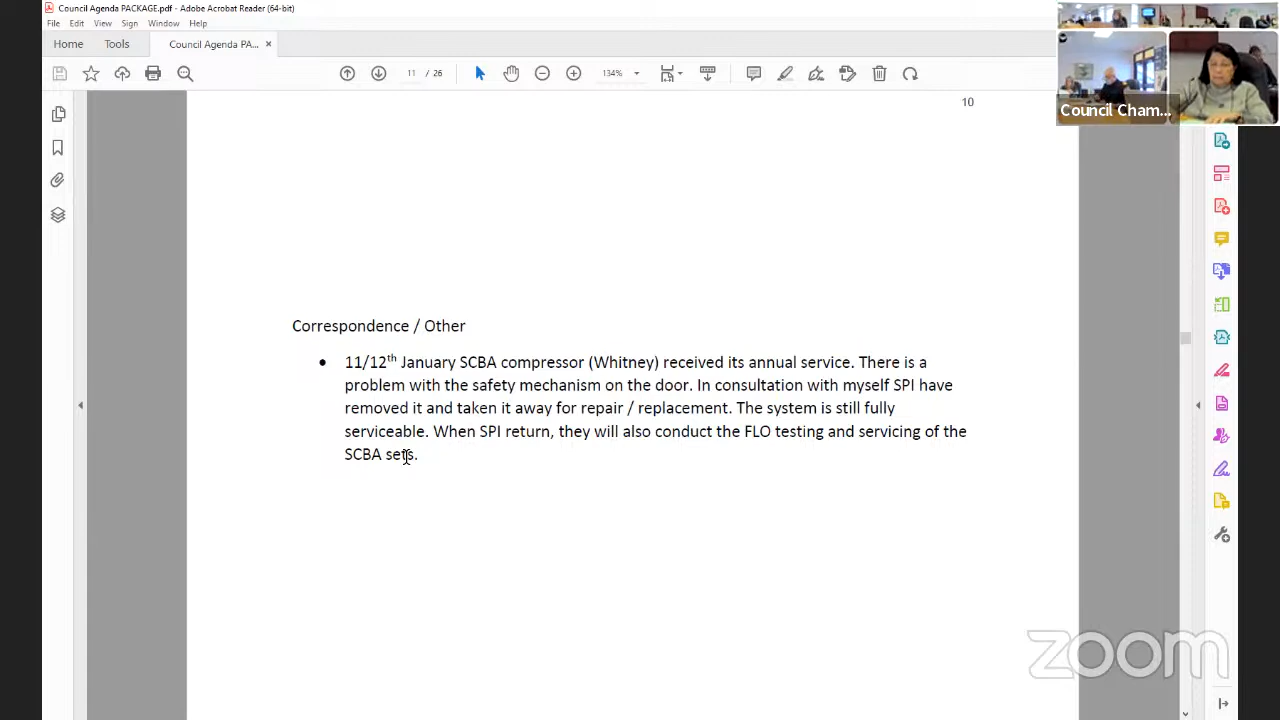 Council Agenda PACKAGE.pdf - Adobe Acrobat Reader (64-bit)
File Edit View Sign Window Help
Home Tools Council Agenda PA... ×
11 / 26 134%
10
Council Cham...
Correspondence / Other
• 11/12th January SCBA compressor (Whitney) received its annual service. There is a
problem with the safety mechanism on the door. In consultation with myself SPI have
removed it and taken it away for repair / replacement. The system is still fully
serviceable. When SPI return, they will also conduct the FLO testing and servicing of the
SCBA sets.
zoom